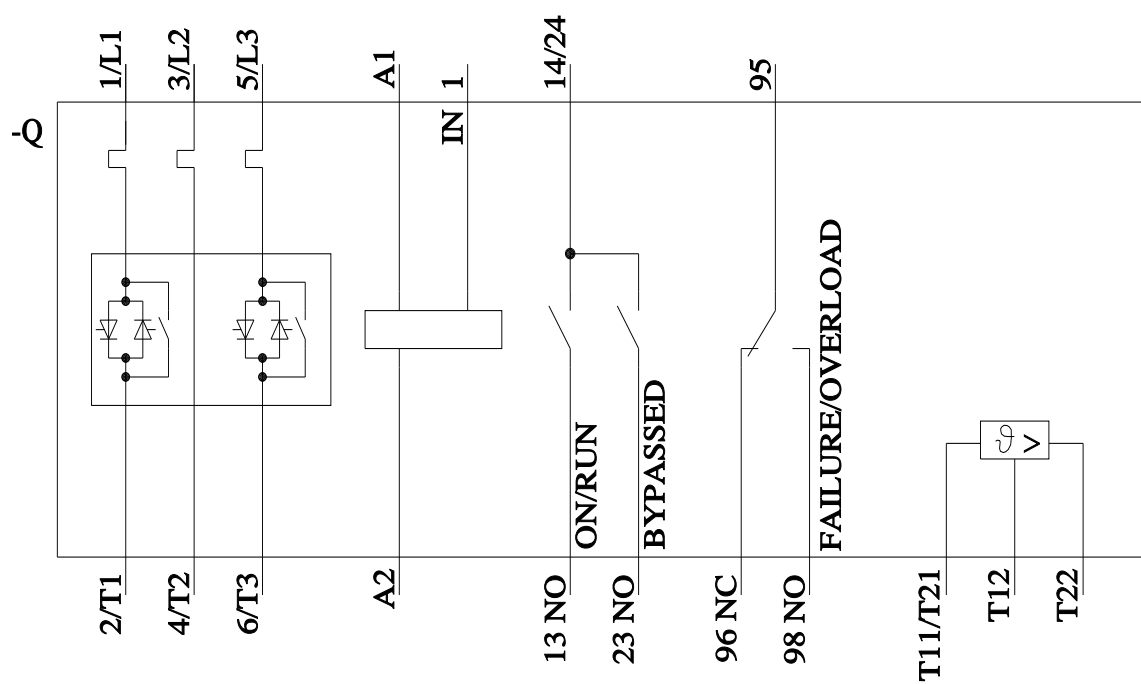 1/L1
3/L2
5/L3
A1
1
14/24
95
-Q
IN
ON/RUN
BYPASSED
FAILURE/OVERLOAD
ϑ >
2/T1
4/T2
6/T3
A2
13 NO
23 NO
96 NC
98 NO
T11/T21
T12
T22